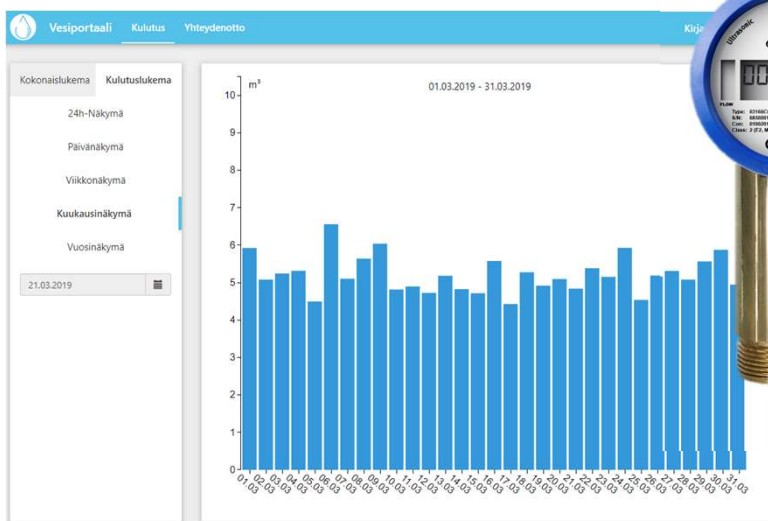 Vesiportaali Kulutus Yhteydenotto
Kokonaislukema Kulutuslukema
24h-Näkymä
Päivänäkymä
Viikkonäkymä
Kuukausinäkymä
Vuosinäkymä
21.03.2019
m³
01.03.2019 - 31.03.2019
10
9
8
7
6
5
4
3
2
1
0
01.03 02.03 03.03 04.03 05.03 06.03 07.03 08.03 09.03 10.03 11.03 12.03 13.03 14.03 15.03 16.03 17.03 18.03 19.03 20.03 21.03 22.03 23.03 24.03 25.03 26.03 27.03 28.03 29.03 30.03 31.03
Ultrasonic
00
FLOW